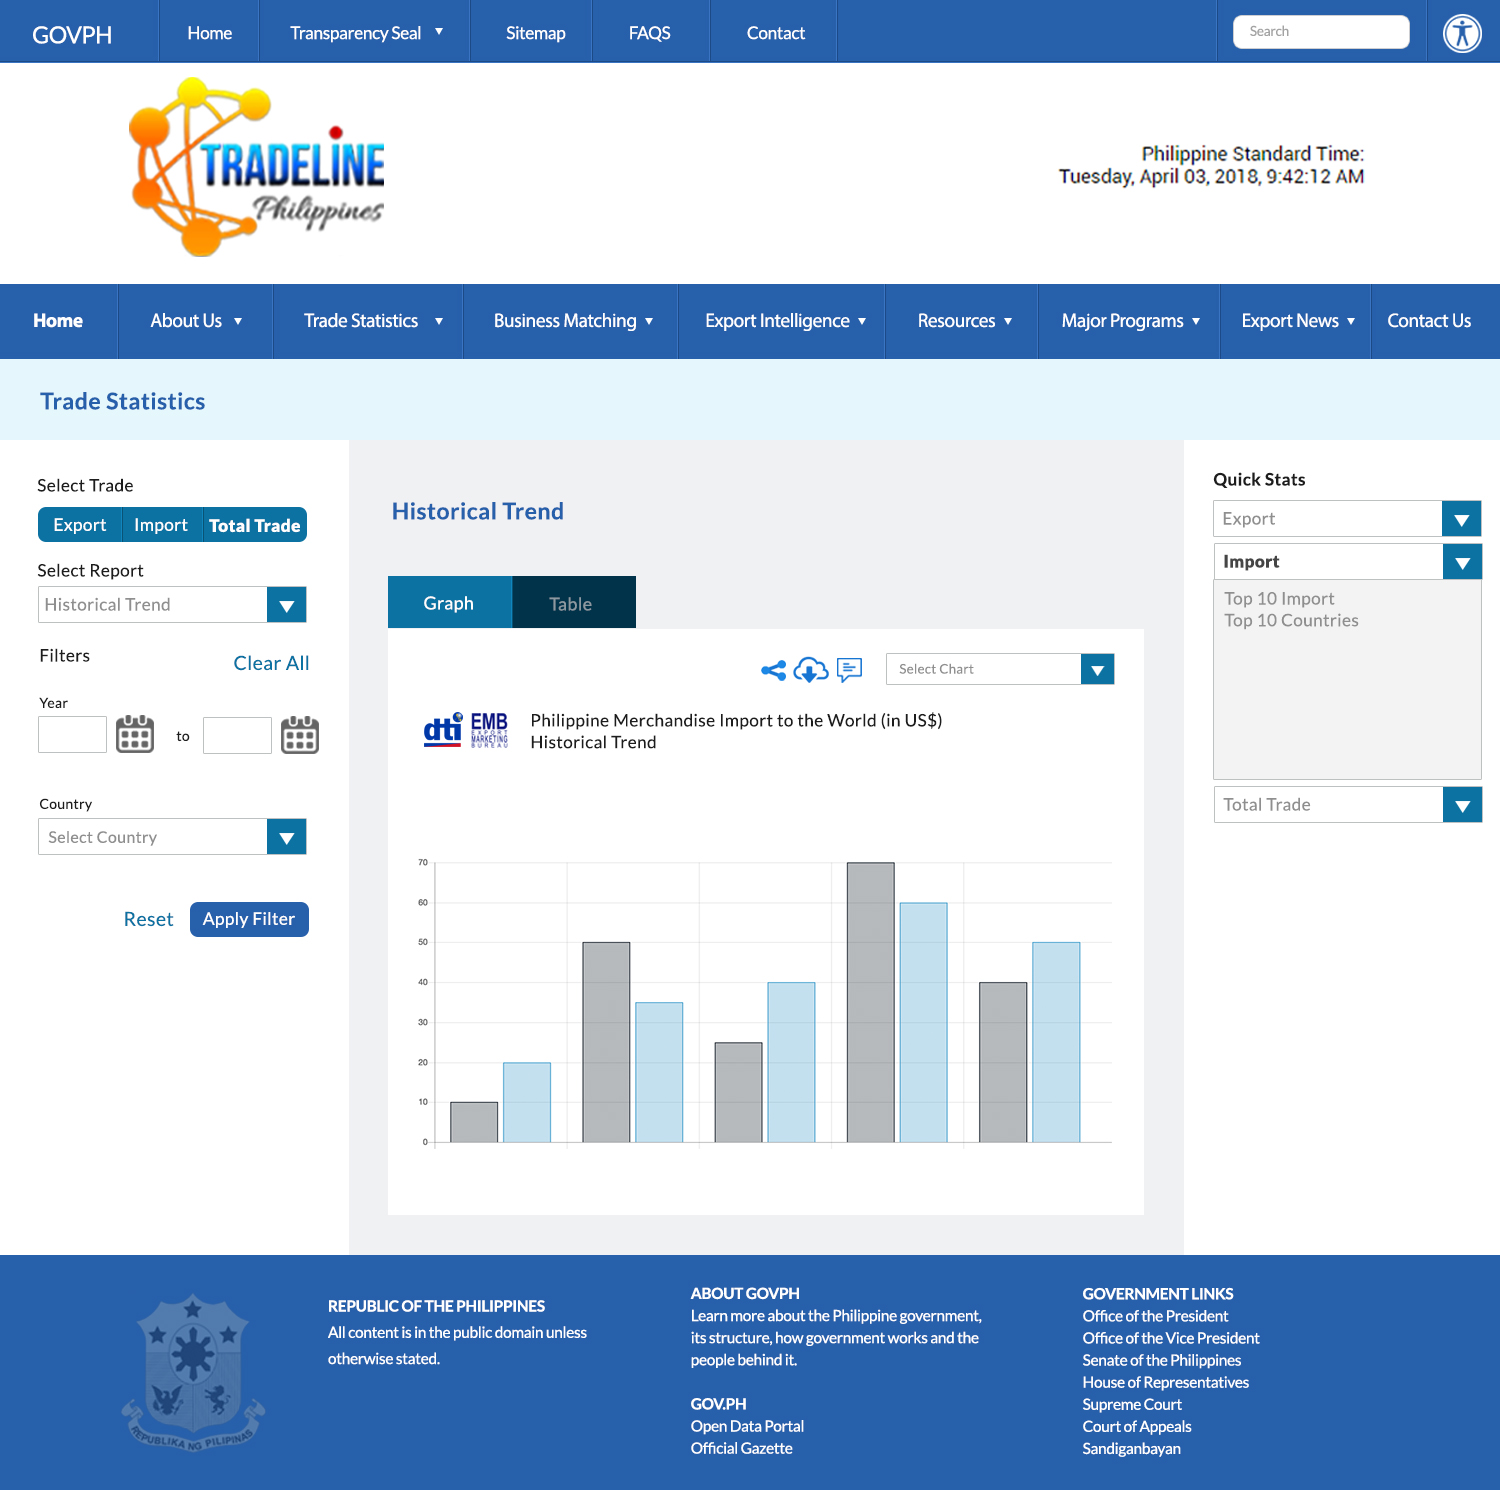 GOVPH
Home
Transparency Seal
Sitemap
FAQS
Contact
Search
TRADELINE
Philippines
Philippine Standard Time:
Tuesday, April 03, 2018, 9:42:12 AM
Home
About Us
Trade Statistics
Business Matching
Export Intelligence
Resources
Major Programs
Export News
Contact Us
Trade Statistics
Select Trade
Export
Import
Total Trade
Select Report
Historical Trend
Filters
Clear All
Year
to
Country
Select Country
Reset
Apply Filter
Historical Trend
Graph
Table
Select Chart
dti
EMB
EXPORT
MARKETING
BUREAU
Philippine Merchandise Import to the World (in US$)
Historical Trend
70
60
50
40
30
20
10
0
Quick Stats
Export
Import
Top 10 Import
Top 10 Countries
Total Trade
REPUBLIKA NG PILIPINAS
REPUBLIC OF THE PHILIPPINES
All content is in the public domain unless
otherwise stated.
ABOUT GOVPH
Learn more about the Philippine government,
its structure, how government works and the
people behind it.
GOV.PH
Open Data Portal
Official Gazette
GOVERNMENT LINKS
Office of the President
Office of the Vice President
Senate of the Philippines
House of Representatives
Supreme Court
Court of Appeals
Sandiganbayan